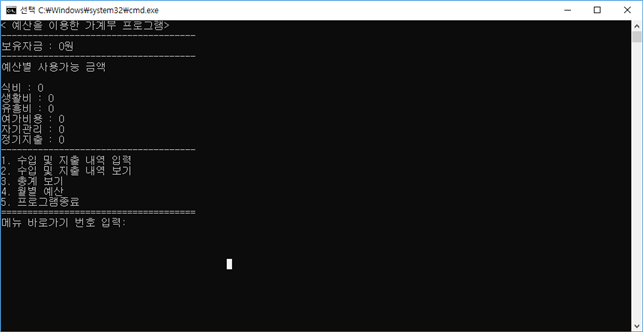 선택 C:₩Windows₩system32₩cmd.exe
< 예산을 이용한 가계부 프로그램>
-------------------------------------
보유자금 : 0원
-------------------------------------
예산별 사용가능 금액
식비 : 0
생활비 : 0
유흥비 : 0
여가비용 : 0
자기관리 : 0
정기지출 : 0
-------------------------------------
1. 수입 및 지출 내역 입력
2. 수입 및 지출 내역 보기
3. 총계 보기
4. 월별 예산
5. 프로그램종료
=====================================
메뉴 바로가기 번호 입력: